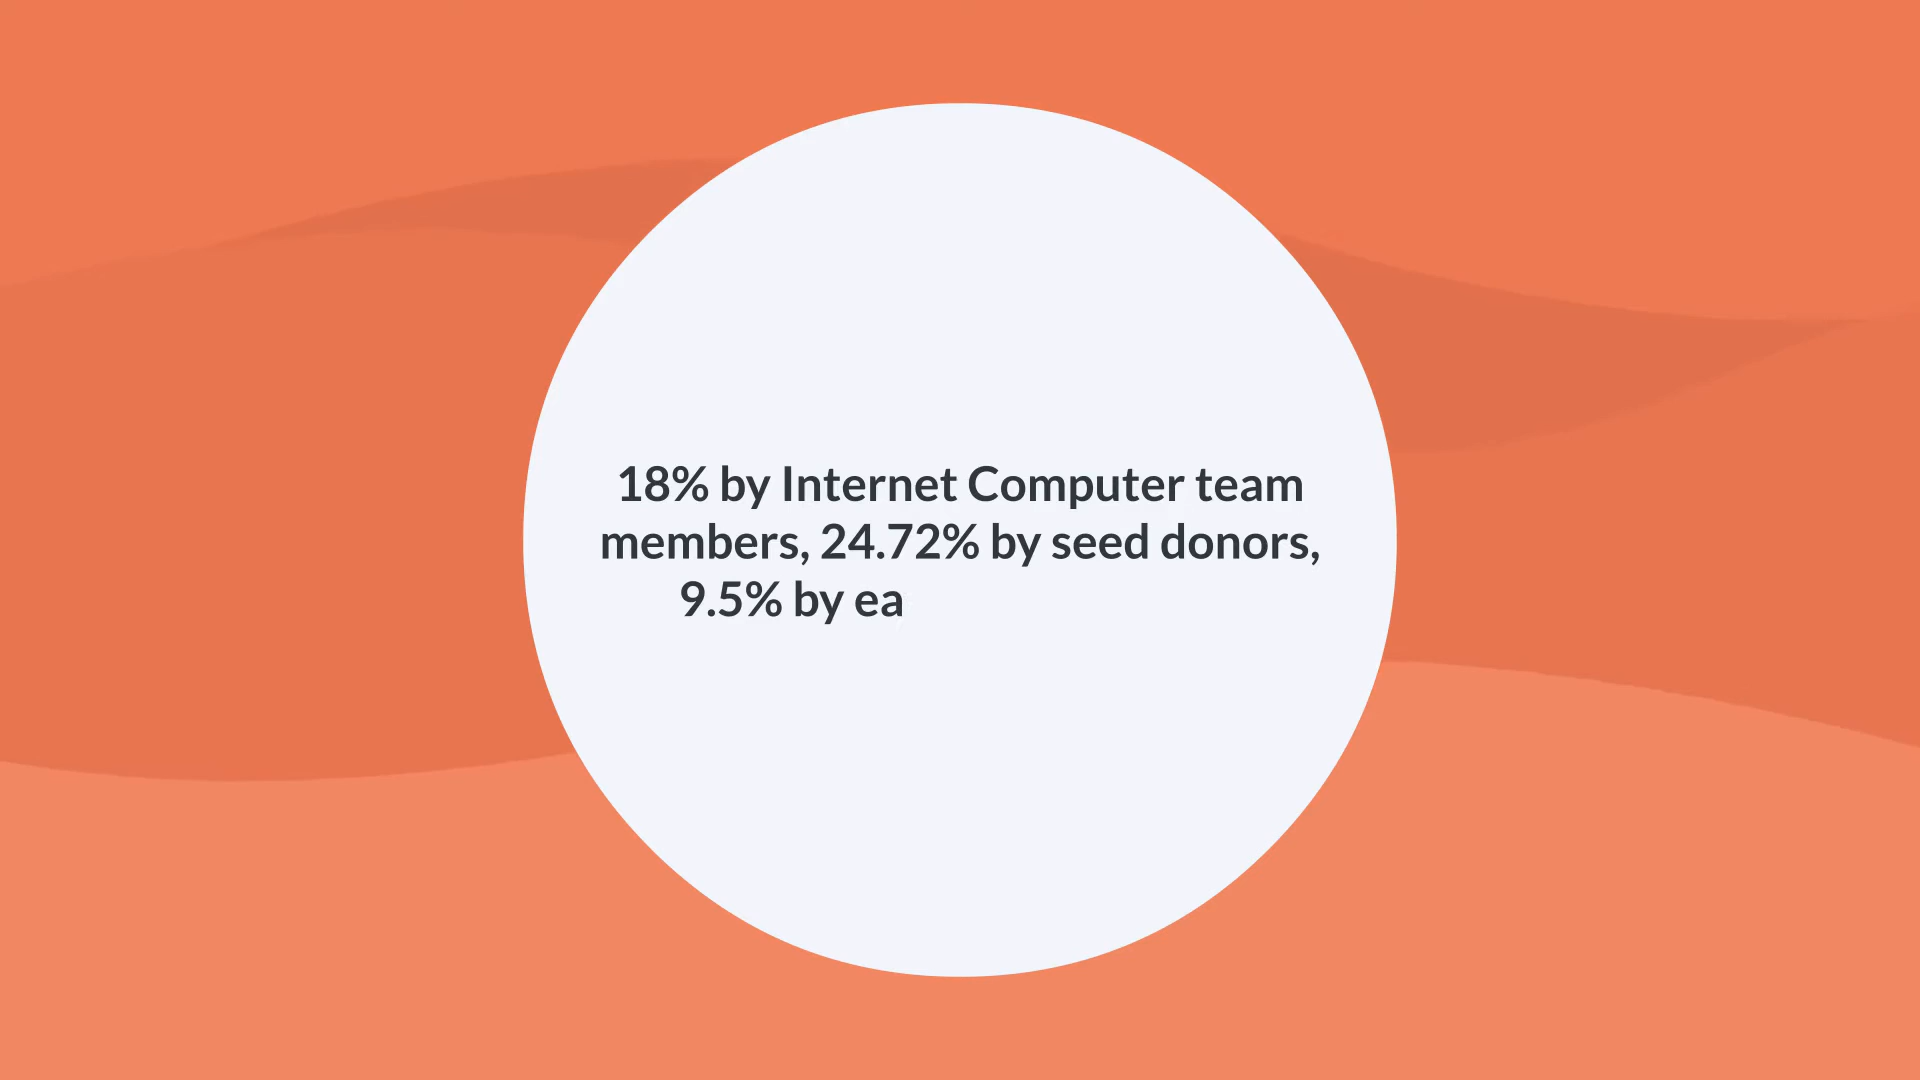 18% by Internet Computer team
members, 24.72% by seed donors,
9.5% by ea